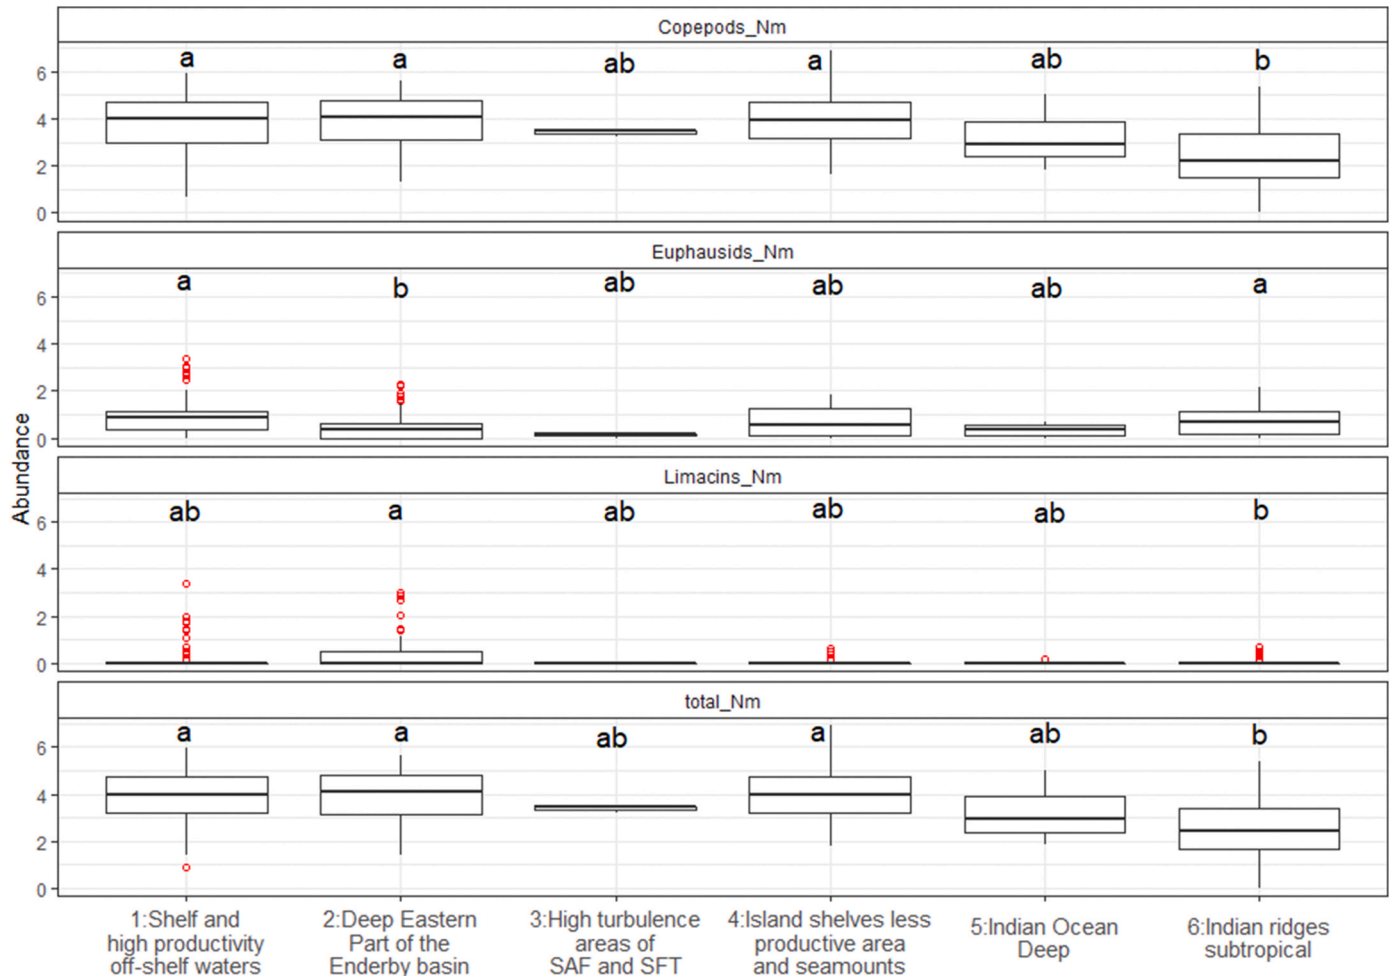 Copepods_Nm
a a ab a ab b
6
4
2
0
Euphausids_Nm
a b ab ab ab a
6
4
2
0
Limacins_Nm
ab a ab ab ab b
6
4
2
0
total_Nm
a a ab a ab b
6
4
2
0
Abundance
1:Shelf and
high productivity
off-shelf waters
2:Deep Eastern
Part of the
Enderby basin
3:High turbulence
areas of
SAF and SFT
4:Island shelves less
productive area
and seamounts
5:Indian Ocean
Deep
6:Indian ridges
subtropical